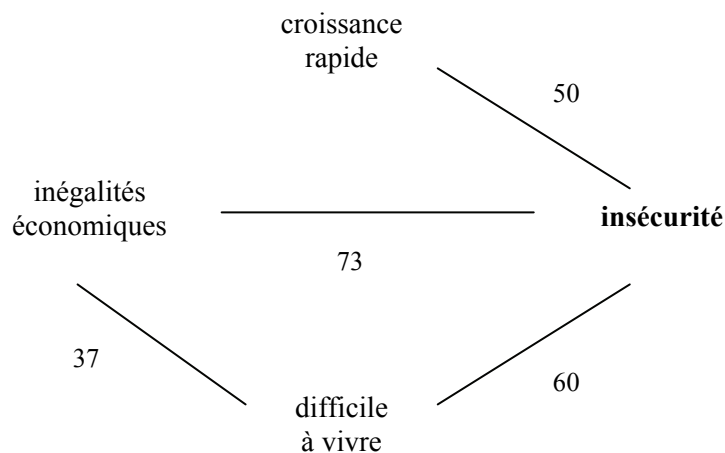 croissance
rapide
50
inégalités
économiques
insécurité
73
37
60
difficile
à vivre